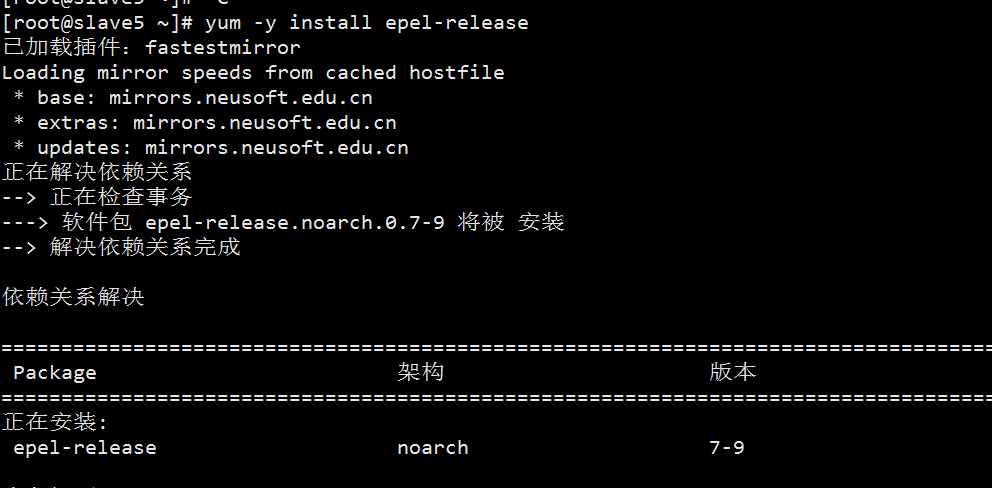 [root@slave5 ~]# ^C
[root@slave5 ~]# yum -y install epel-release
已加载插件：fastestmirror
Loading mirror speeds from cached hostfile
 * base: mirrors.neusoft.edu.cn
 * extras: mirrors.neusoft.edu.cn
 * updates: mirrors.neusoft.edu.cn
正在解决依赖关系
--> 正在检查事务
---> 软件包 epel-release.noarch.0.7-9 将被 安装
--> 解决依赖关系完成
依赖关系解决
================================================================================
 Package 架构 版本
================================================================================
正在安装:
 epel-release noarch 7-9